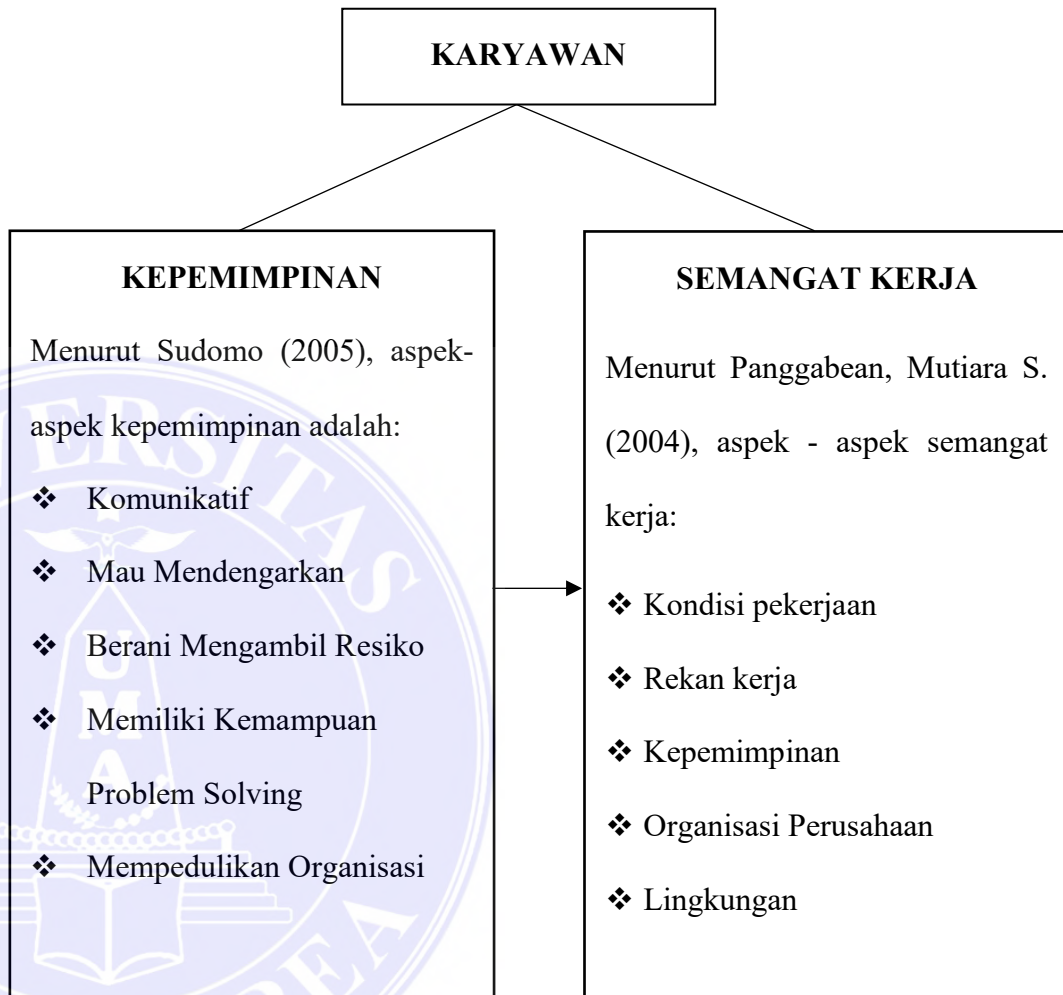 KARYAWAN
KEPEMIMPINAN
Menurut Sudomo (2005), aspek-
aspek kepemimpinan adalah:
❖ Komunikatif
❖ Mau Mendengarkan
❖ Berani Mengambil Resiko
❖ Memiliki Kemampuan
Problem Solving
❖ Mempedulikan Organisasi
SEMANGAT KERJA
Menurut Panggabean, Mutiara S.
(2004), aspek - aspek semangat
kerja:
❖ Kondisi pekerjaan
❖ Rekan kerja
❖ Kepemimpinan
❖ Organisasi Perusahaan
❖ Lingkungan
UMA